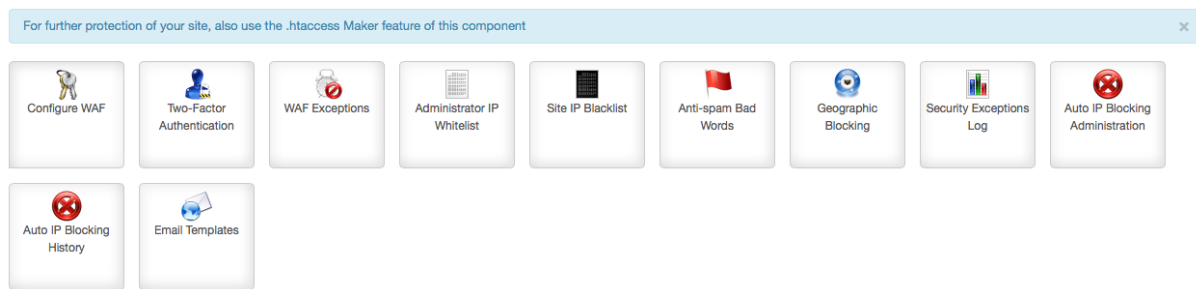 For further protection of your site, also use the .htaccess Maker feature of this component ×
Configure WAF
Two-Factor
Authentication
WAF Exceptions
Administrator IP
Whitelist
Site IP Blacklist
Anti-spam Bad
Words
Geographic
Blocking
Security Exceptions
Log
Auto IP Blocking
Administration
Auto IP Blocking
History
Email Templates